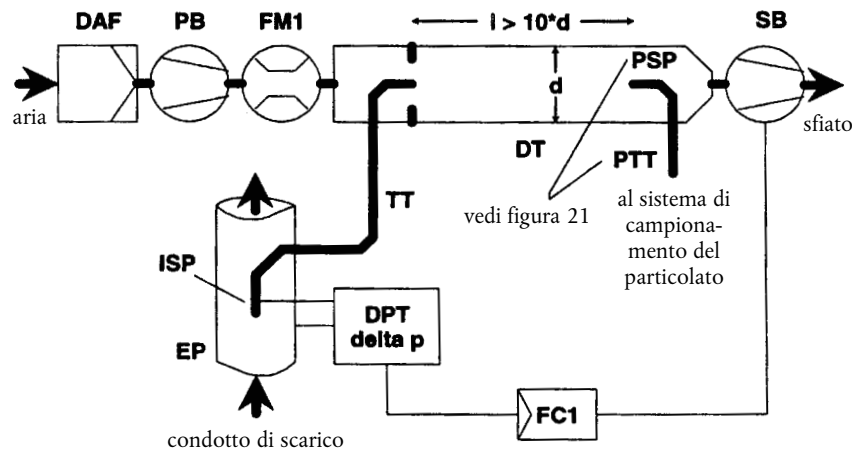 DAF
PB
FM1
l > 10*d
SB
PSP
d
aria
sfiato
DT
PTT
TT
vedi figura 21
al sistema di
campiona-
mento del
particolato
ISP
DPT
delta p
EP
FC1
condotto di scarico